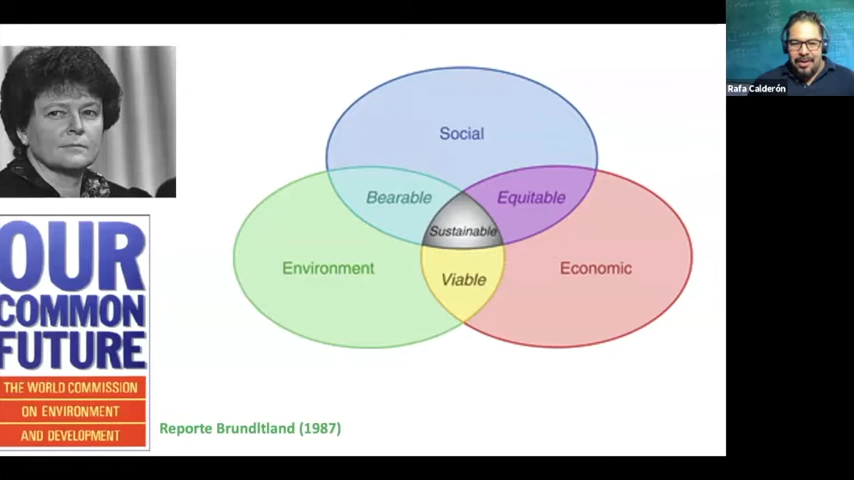 Rafa Calderón
Social
Bearable
Equitable
Sustainable
Environment
Viable
Economic
OUR
COMMON
FUTURE
THE WORLD COMMISSION
ON ENVIRONMENT
AND DEVELOPMENT
Reporte Brundltland (1987)